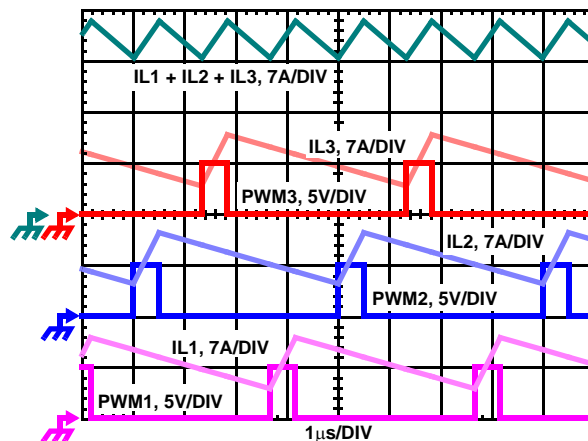 IL1 + IL2 + IL3, 7A/DIV
IL3, 7A/DIV
PWM3, 5V/DIV
IL2, 7A/DIV
PWM2, 5V/DIV
IL1, 7A/DIV
PWM1, 5V/DIV
1μs/DIV